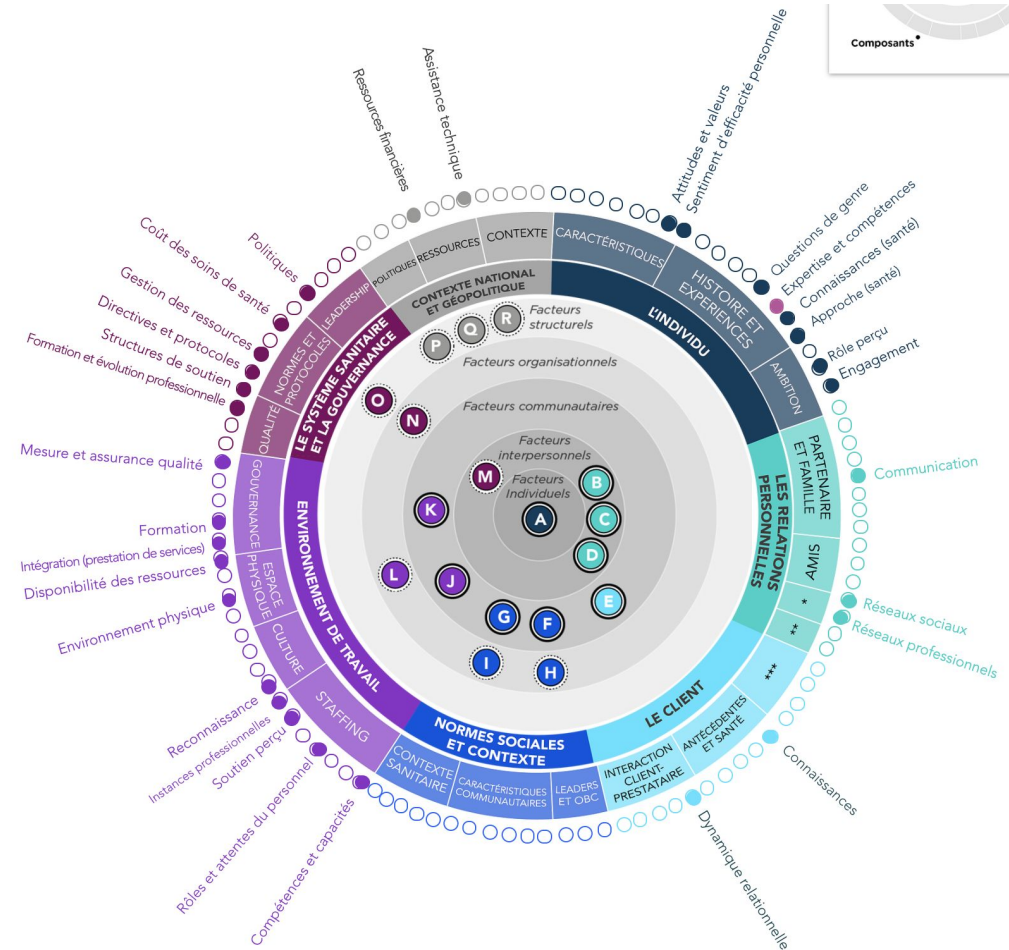 Composants
Ressources financières
Assistance technique
Attitudes et valeurs
Sentiment d'efficacité personnelle
Questions de genre
Expertise et compétences
Connaissances (santé)
Approche (santé)
Rôle perçu
Engagement
Communication
Réseaux sociaux
Réseaux professionnels
Connaissances
Dynamique relationnelle
Compétences et capacités
Rôles et attentes du personnel
Soutien perçu
Instances professionnelles
Reconnaissance
Environnement physique
Disponibilité des ressources
Intégration (prestation de services)
Formation
Mesure et assurance qualité
Formation et évolution professionnelle
Structures de soutien
Directives et protocoles
Gestion des ressources
Coût des soins de santé
Politiques
POLITIQUES
RESSOURCES
CONTEXTE
CARACTÉRISTIQUES
HISTOIRE ET
EXPERIENCES
AMBITION
PARTENAIRE
ET FAMILLE
AMIS
*
**
***
ANTÉCÉDENTES
ET SANTÉ
INTERACTION
CLIENT-
PRESTATAIRE
LEADERS
ET OBC
CARACTÉRISTIQUES
COMMUNAUTAIRES
CONTEXTE
SANITAIRE
STAFFING
CULTURE
ESPACE
PHYSIQUE
GOUVERNANCE
QUALITÉ
NORMES ET
PROTOCOLES
LEADERSHIP
CONTEXTE NATIONAL
ET GÉOPOLITIQUE
L'INDIVIDU
LES RELATIONS
PERSONNELLES
LE CLIENT
NORMES SOCIALES
ET CONTEXTE
ENVIRONNEMENT DE TRAVAIL
LE SYSTÈME SANITAIRE
ET LA GOUVERNANCE
Facteurs
structurels
Facteurs organisationnels
Facteurs communautaires
Facteurs
interpersonnels
Facteurs
Individuels
R
Q
P
O
N
M
B
K
A
C
D
L
J
E
G
F
I
H